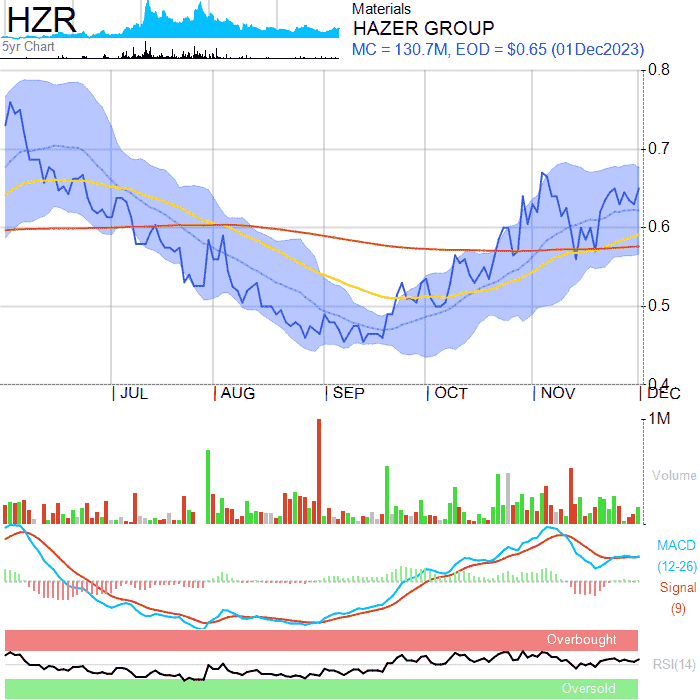 HZR
5yr Chart
Materials
HAZER GROUP
MC = 130.7M, EOD = $0.65 (01Dec2023)
0.8
0.7
0.6
0.5
0.4
JUL AUG SEP OCT NOV DEC
1M
Volume
MACD
(12-26)
Signal
(9)
Overbought
RSI(14)
Oversold